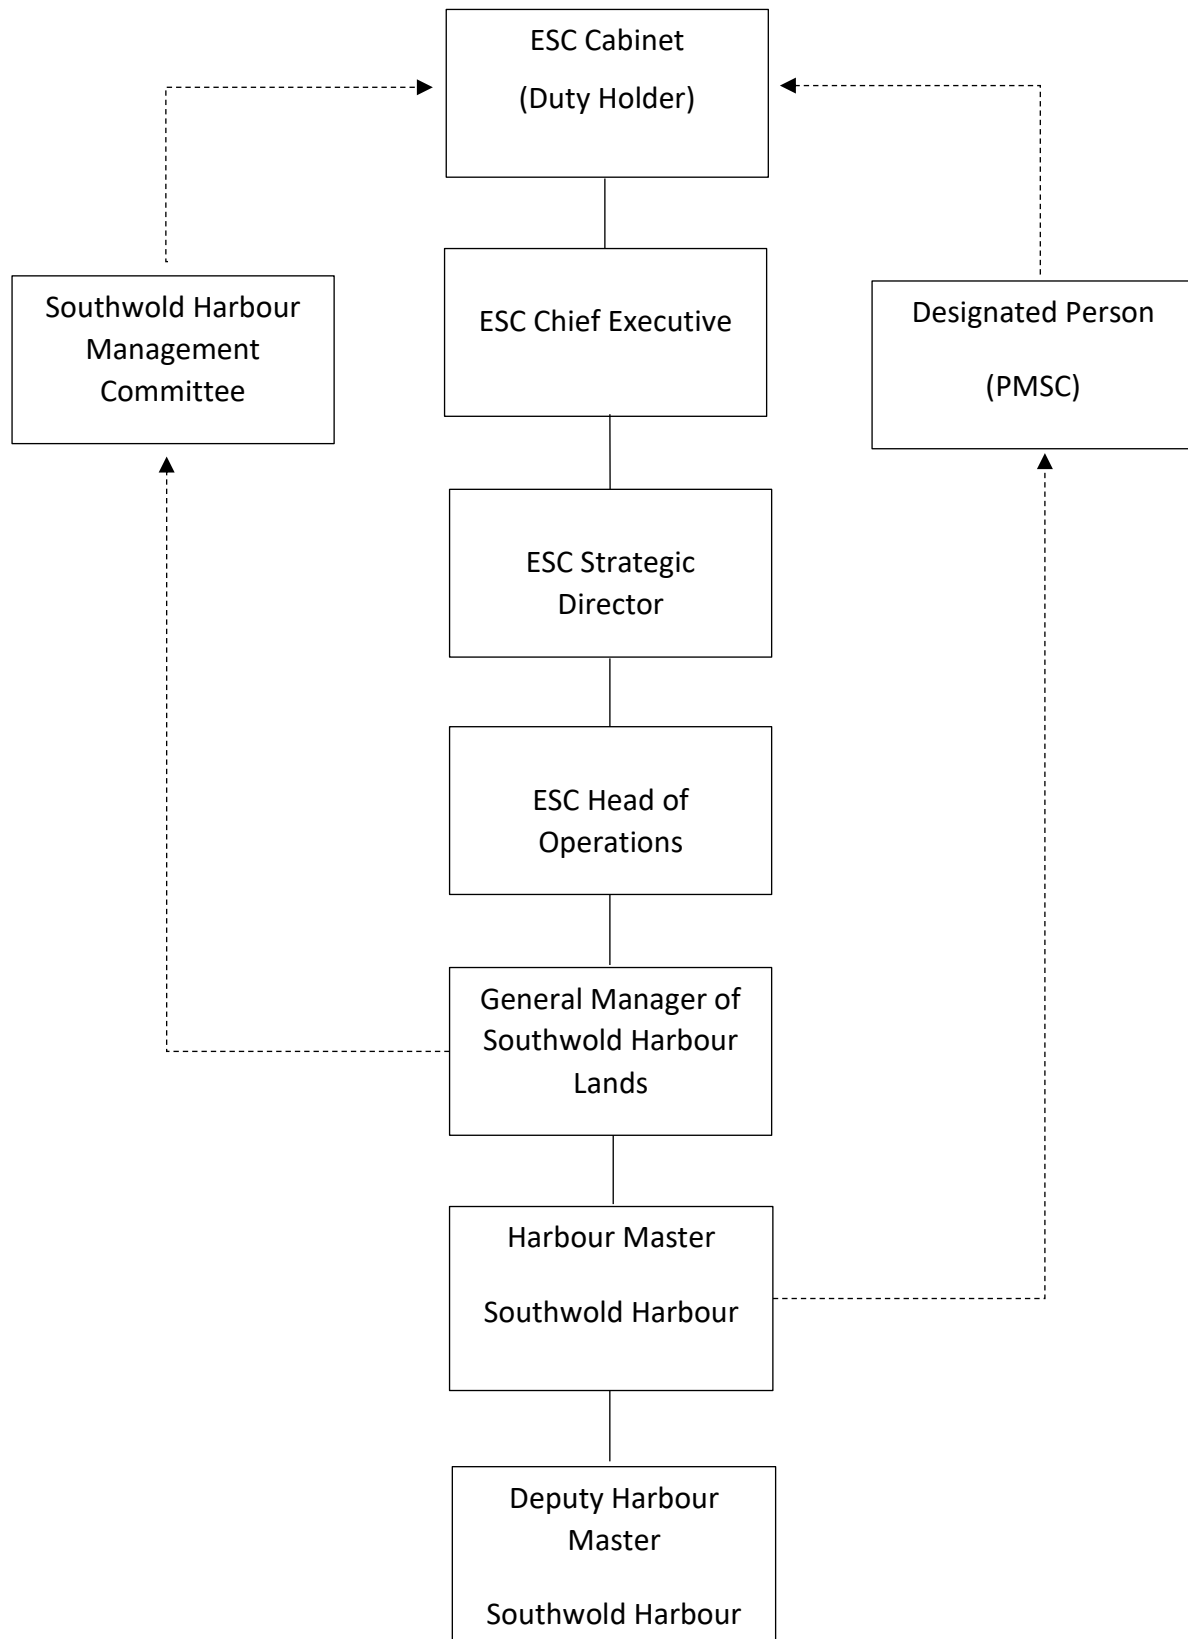 ESC Cabinet
(Duty Holder)
Southwold Harbour
Management
Committee
ESC Chief Executive
Designated Person
(PMSC)
ESC Strategic
Director
ESC Head of
Operations
General Manager of
Southwold Harbour
Lands
Harbour Master
Southwold Harbour
Deputy Harbour
Master
Southwold Harbour